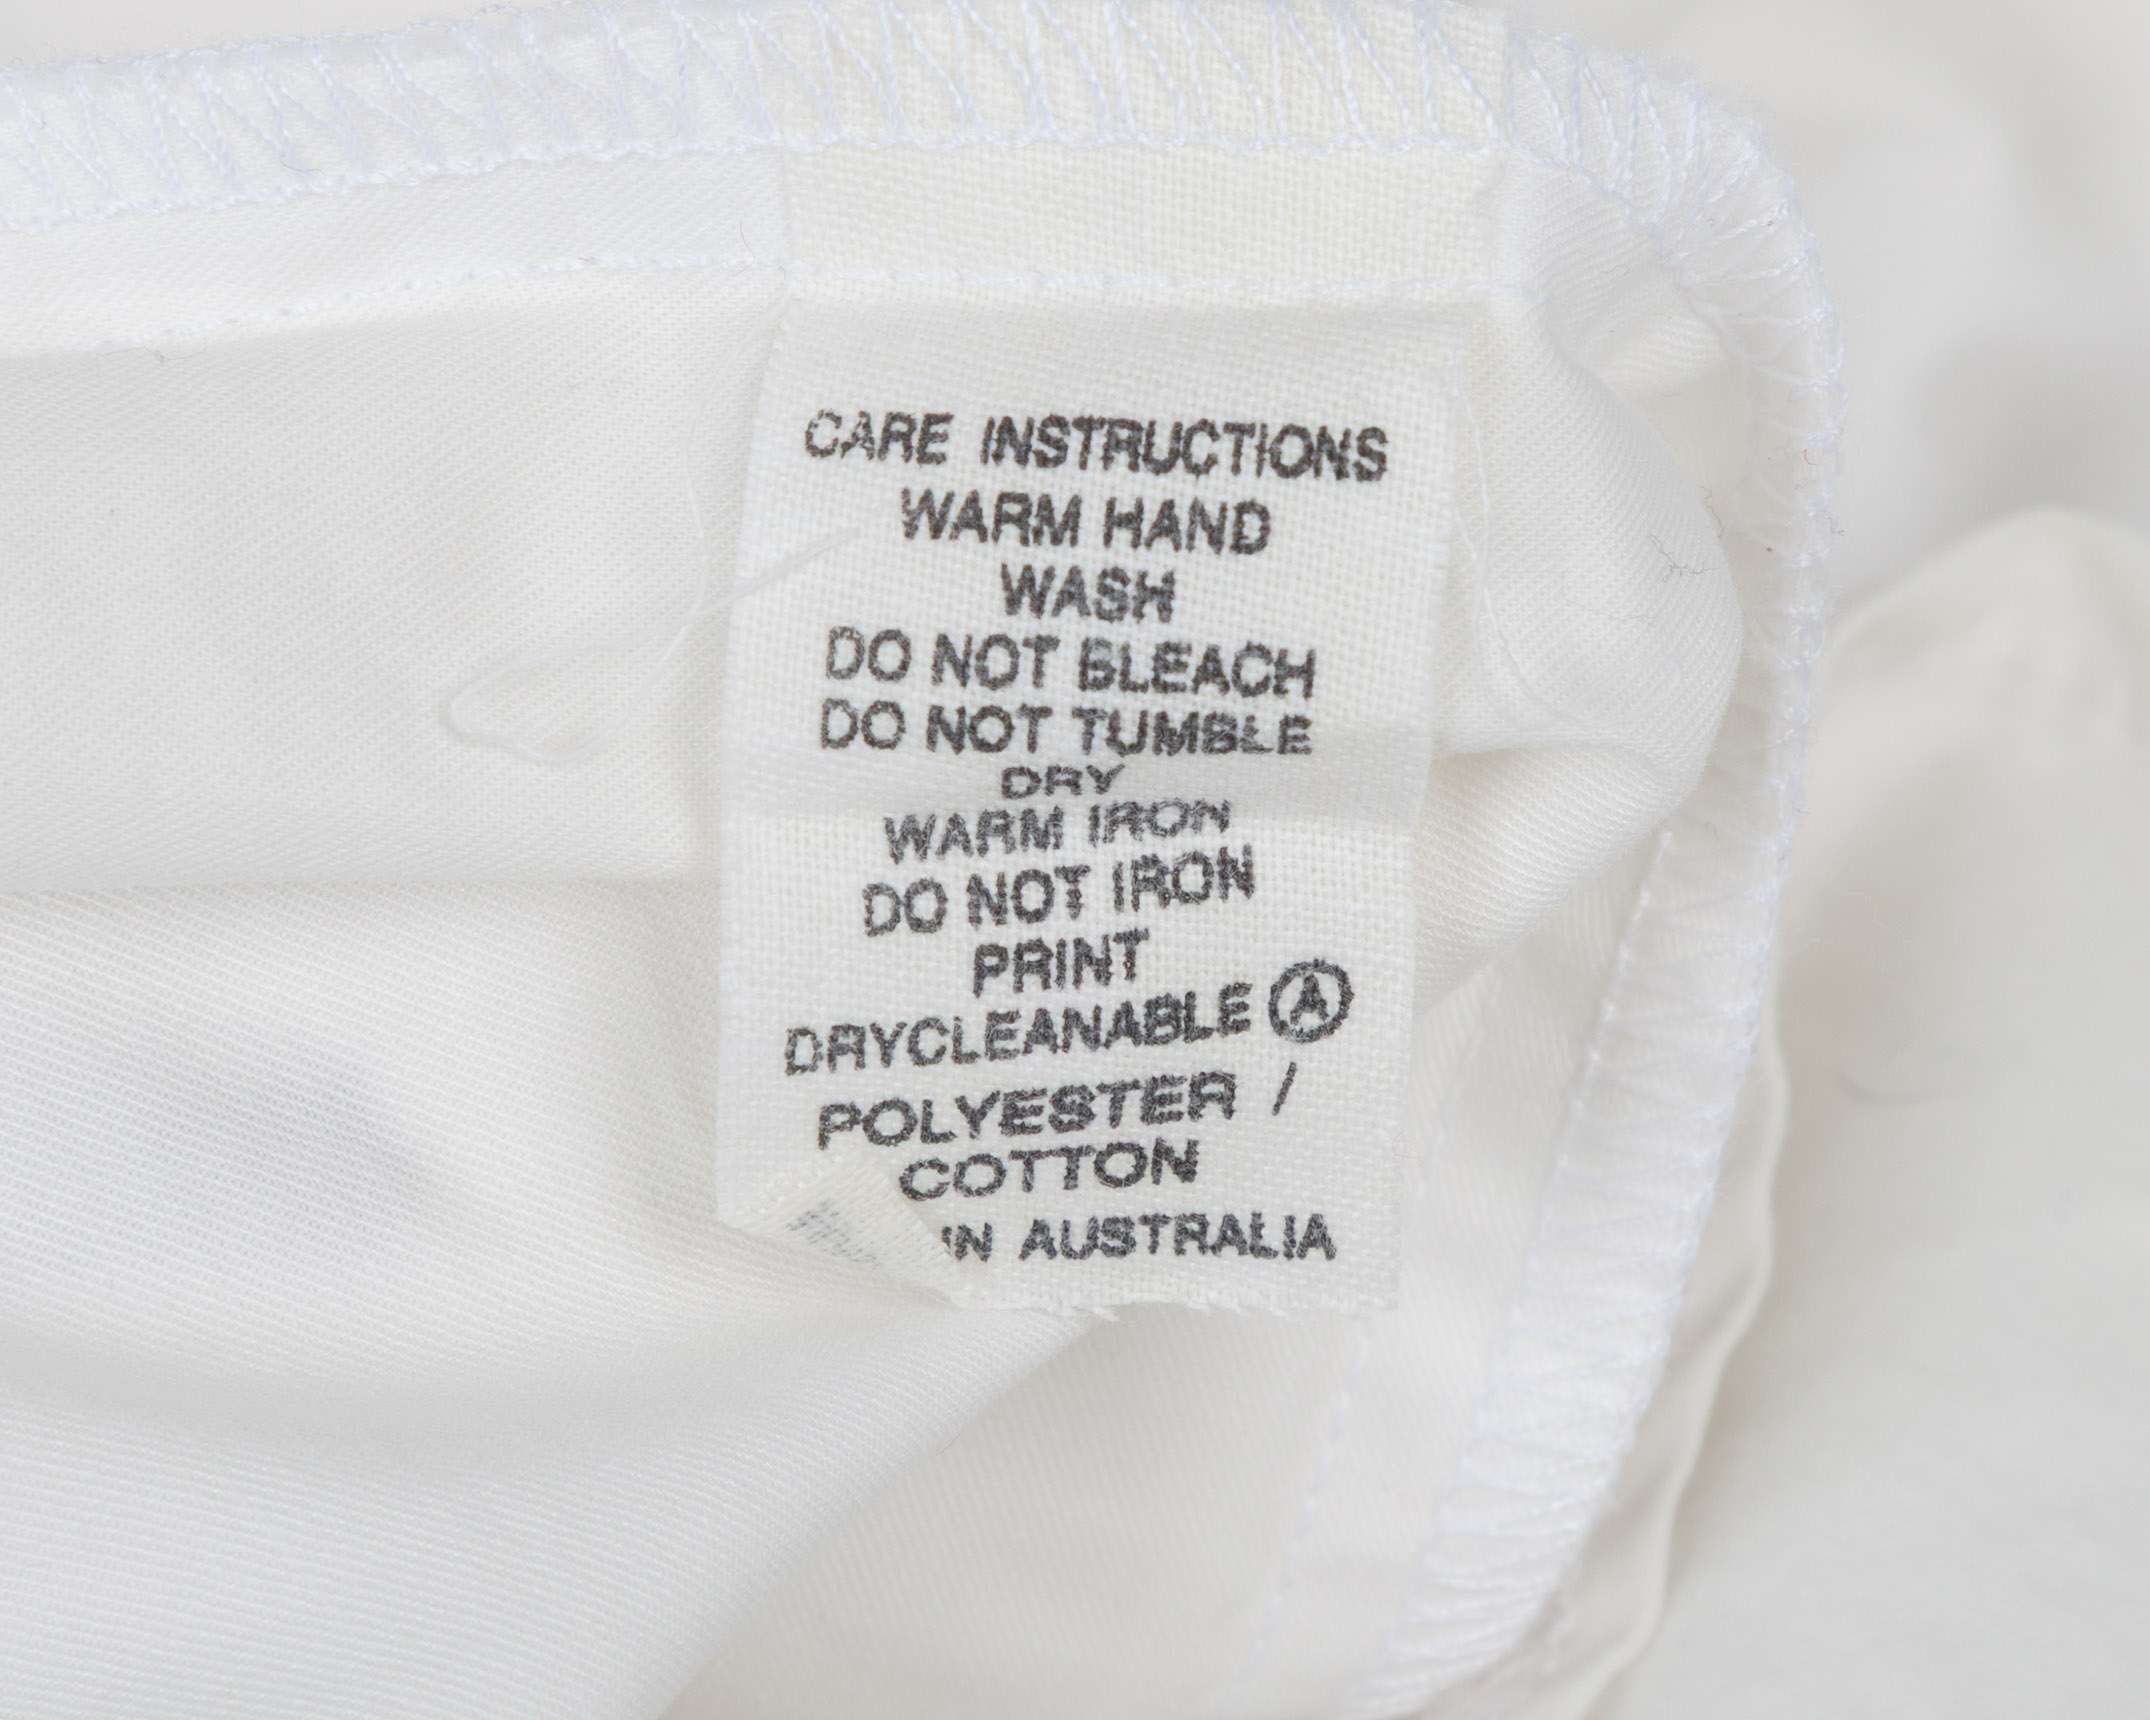 CARE INSTRUCTIONS
WARM HAND
WASH
DO NOT BLEACH
DO NOT TUMBLE
DRY
WARM IRON
DO NOT IRON
PRINT
DRYCLEANABLE Ⓐ
POLYESTER /
COTTON
IN AUSTRALIA